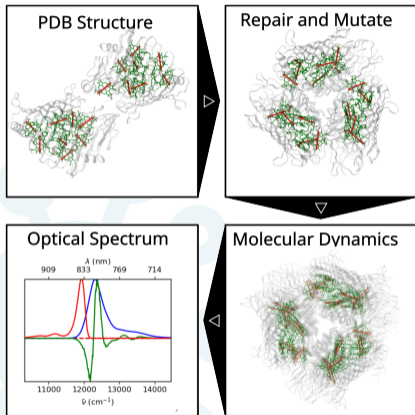 PDB Structure
Repair and Mutate
Optical Spectrum
λ (nm)
909 833 769 714
11000 12000 13000 14000
ṽ (cm⁻¹)
Molecular Dynamics